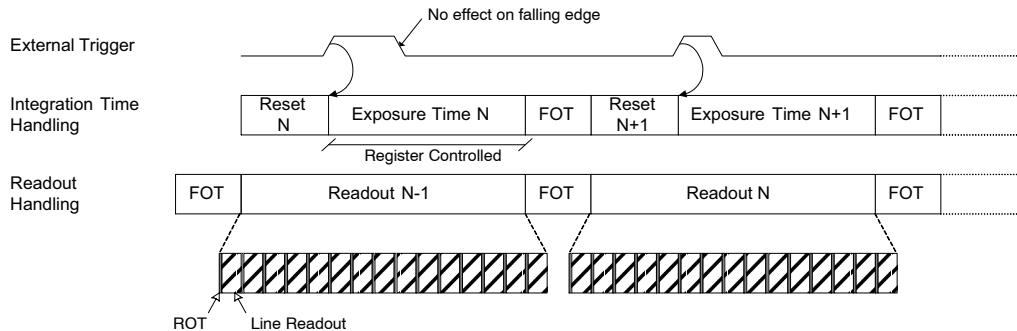 No effect on falling edge
External Trigger
Integration Time
Handling
Reset
N
Exposure Time N
FOT
Reset
N+1
Exposure Time N+1
FOT
Register Controlled
Readout
Handling
FOT
Readout N-1
FOT
Readout N
FOT
ROT
Line Readout